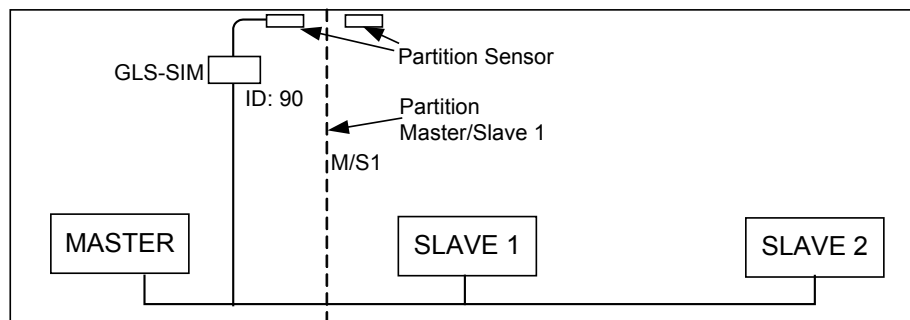 GLS-SIM
ID: 90
Partition Sensor
Partition
Master/Slave 1
M/S1
MASTER
SLAVE 1
SLAVE 2